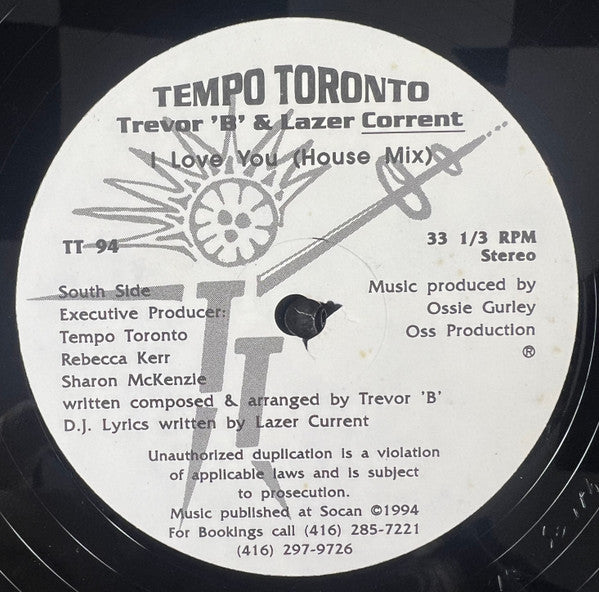 TEMPO TORONTO
Trevor 'B' & Lazer Corrent
I Love You (House Mix)
TT 94
33 1/3 RPM
Stereo
South Side
Executive Producer:
Tempo Toronto
Rebecca Kerr
Sharon McKenzie
written composed & arranged by Trevor 'B'
D.J. Lyrics written by Lazer Current
Music produced by
Ossie Gurley
Oss Production
®
Unauthorized duplication is a violation
of applicable laws and is subject
to prosecution.
Music published at Socan ©1994
For Bookings call (416) 285-7221
(416) 297-9726